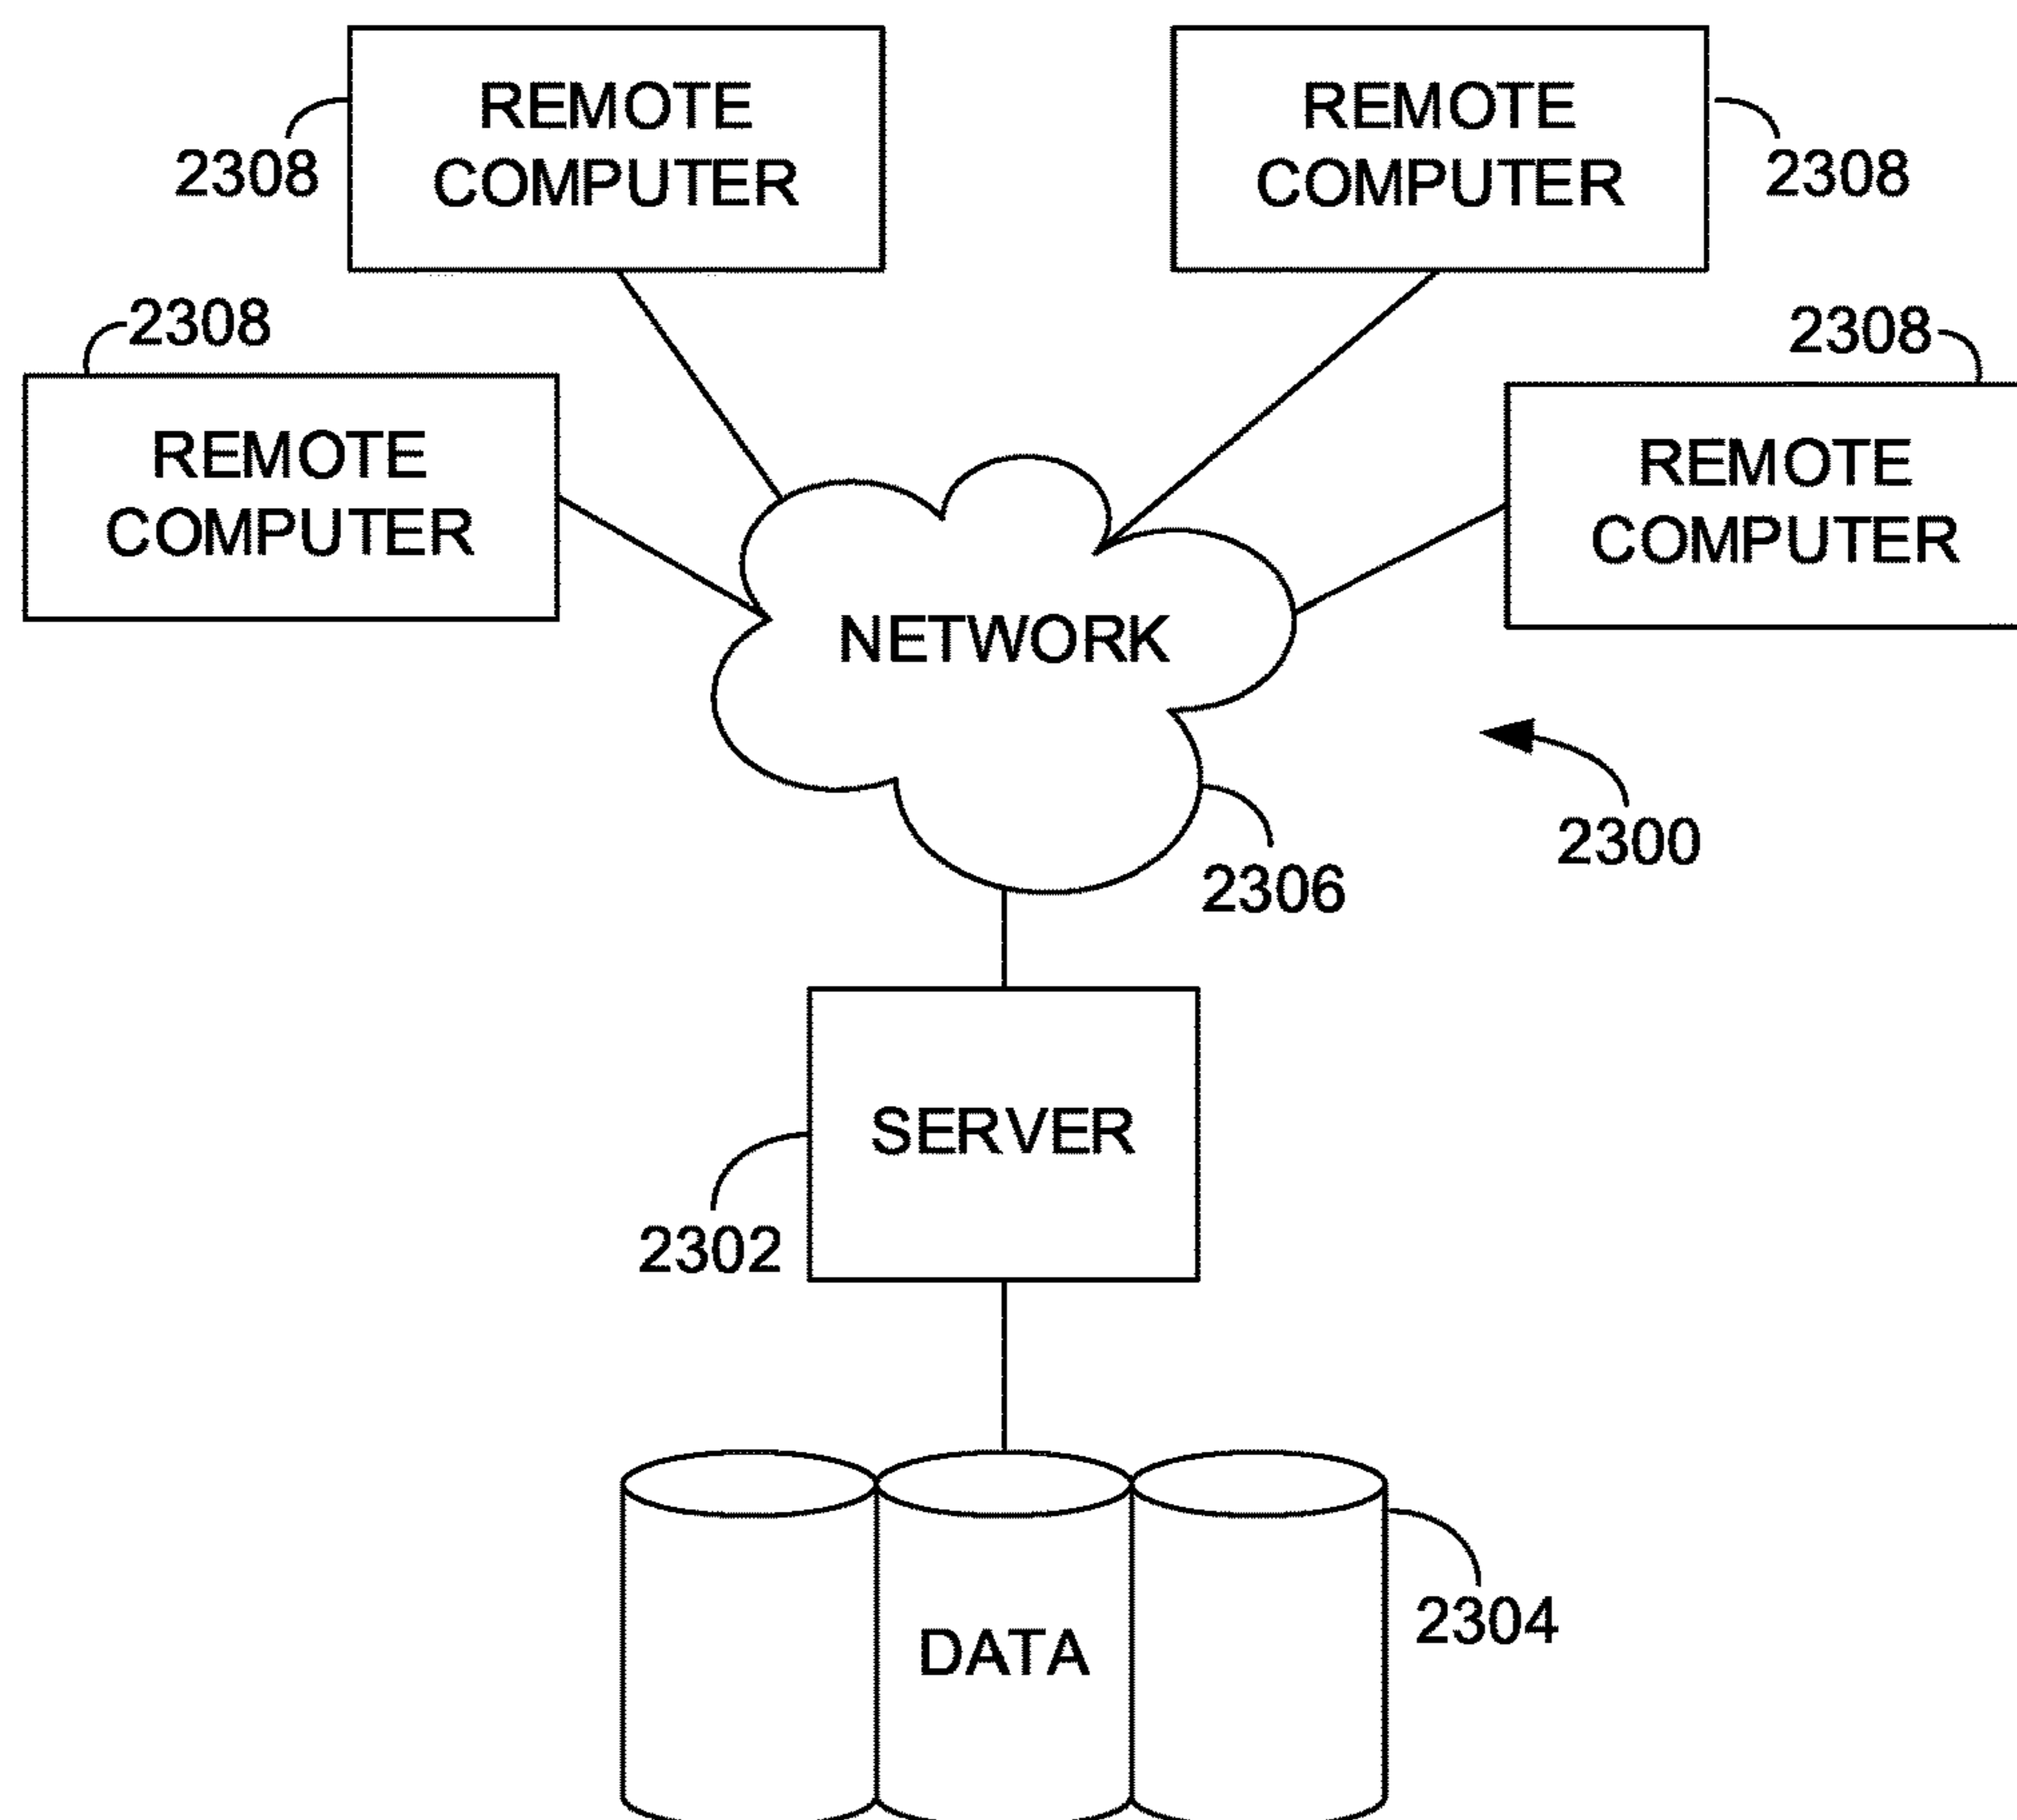 REMOTE
COMPUTER
2308
REMOTE
COMPUTER
2308
2308
REMOTE
COMPUTER
2308
REMOTE
COMPUTER
NETWORK
2300
2306
SERVER
2302
DATA
2304